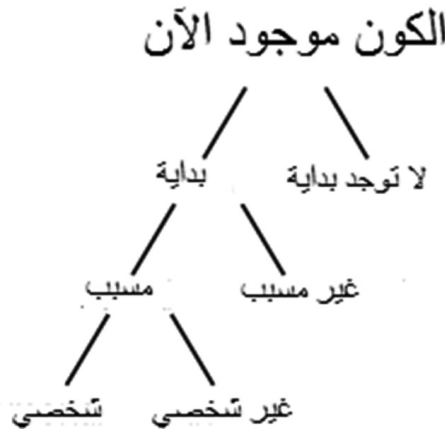 الكون موجود الآن
بداية لا توجد بداية
مسبب غير مسبب
شخصي غير شخصي